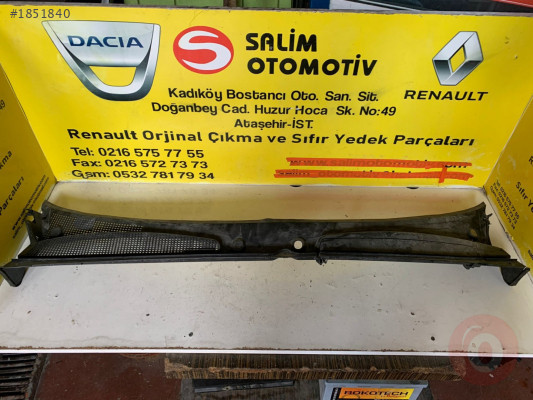 #1851840
DACIA
SALİM
OTOMOTİV
RENAULT
Kadıköy Bostancı Oto. San. Sit.
Doğanbey Cad. Huzur Hoca Sk. No:49
Ataşehir-İST.
Renault Orjinal Çıkma ve Sıfır Yedek Parçaları
Tel: 0216 575 77 55
Fax: 0216 572 73 73
Gsm: 0532 781 79 34
ROKOTECH